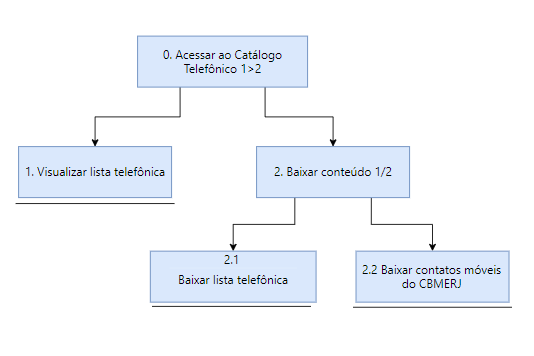 0. Acessar ao Catálogo
Telefônico 1>2
1. Visualizar lista telefônica
2. Baixar conteúdo 1/2
2.1
Baixar lista telefônica
2.2 Baixar contatos móveis
do CBMERJ